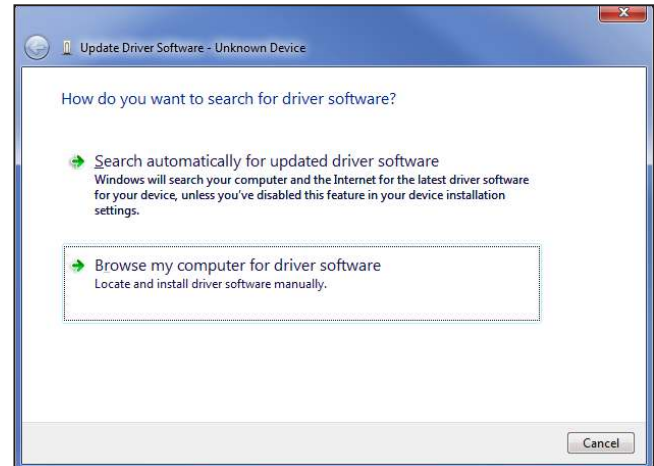 Update Driver Software - Unknown Device
How do you want to search for driver software?
Search automatically for updated driver software
Windows will search your computer and the Internet for the latest driver software
for your device, unless you've disabled this feature in your device installation
settings.
Browse my computer for driver software
Locate and install driver software manually.
Cancel